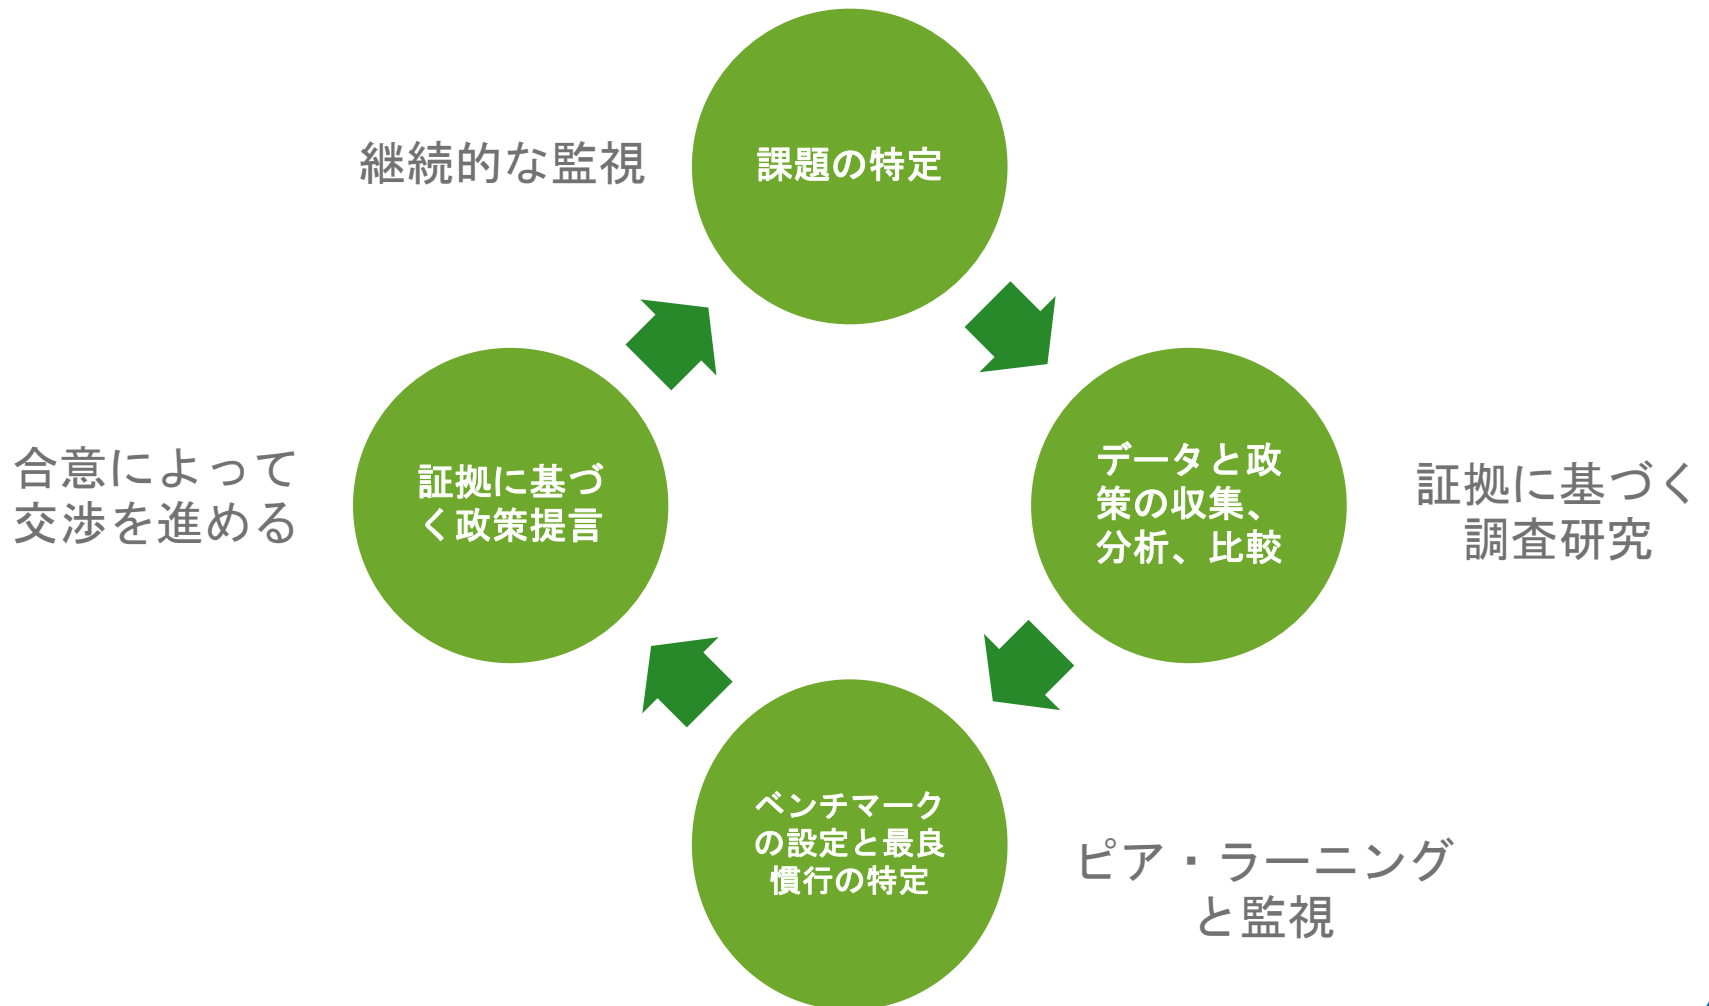 継続的な監視
課題の特定
合意によって
交渉を進める
証拠に基づ
く政策提言
データと政
策の収集、
分析、比較
証拠に基づく
調査研究
ベンチマーク
の設定と最良
慣行の特定
ピア・ラーニング
と監視